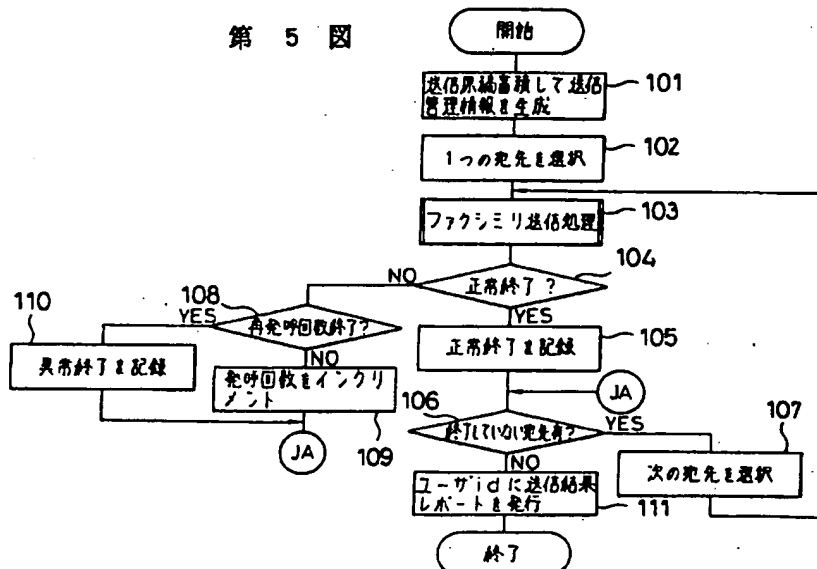 第 5 図
開始
送信原稿蓄積して送信
管理情報を生成
101
1つの宛先を選択
102
ファクシミリ送信処理
103
104
NO
正常終了?
YES
108
110
YES
再発呼回数終了?
NO
正常終了を記録
105
異常終了を記録
発呼回数をインクリ
メント
109
JA
JA
106
終了していない宛先有?
YES
107
NO
次の宛先を選択
ユーザidに送信結果
レポートを発行
111
終了